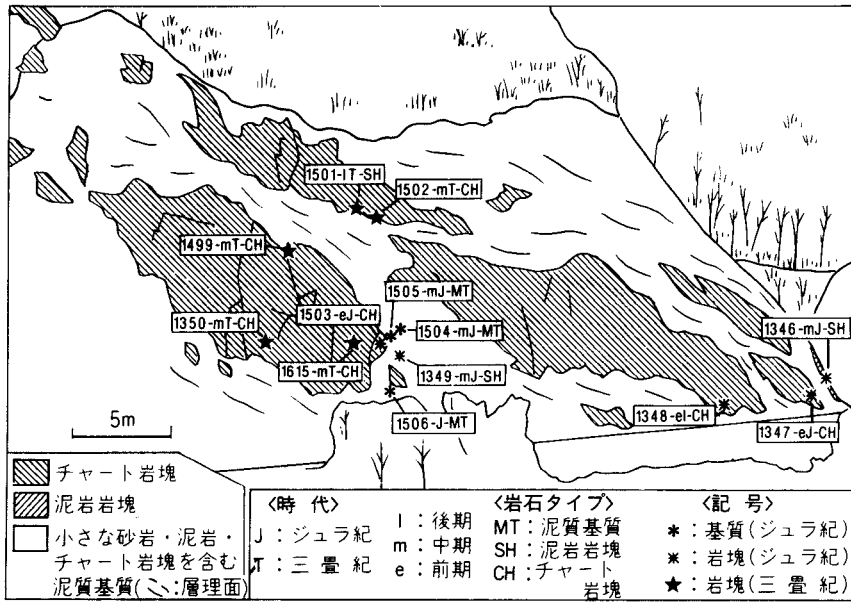 1501-lT-SH
1502-mT-CH
1499-mT-CH
1505-mJ-MT
1350-mT-CH
1503-eJ-CH
1504-mJ-MT
1346-mJ-SH
1615-mT-CH
1349-mJ-SH
1506-J-MT
1348-eJ-CH
1347-eJ-CH
5m
チャート岩塊
泥岩岩塊
小さな砂岩・泥岩・
チャート岩塊を含む
泥質基質( :層理面)
〈時代〉
J:ジュラ紀
T:三畳紀
l:後期
m:中期
e:前期
〈岩石タイプ〉
MT:泥質基質
SH:泥岩岩塊
CH:チャート
岩塊
〈記号〉
*:基質(ジュラ紀)
⁎:岩塊(ジュラ紀)
★:岩塊(三畳紀)